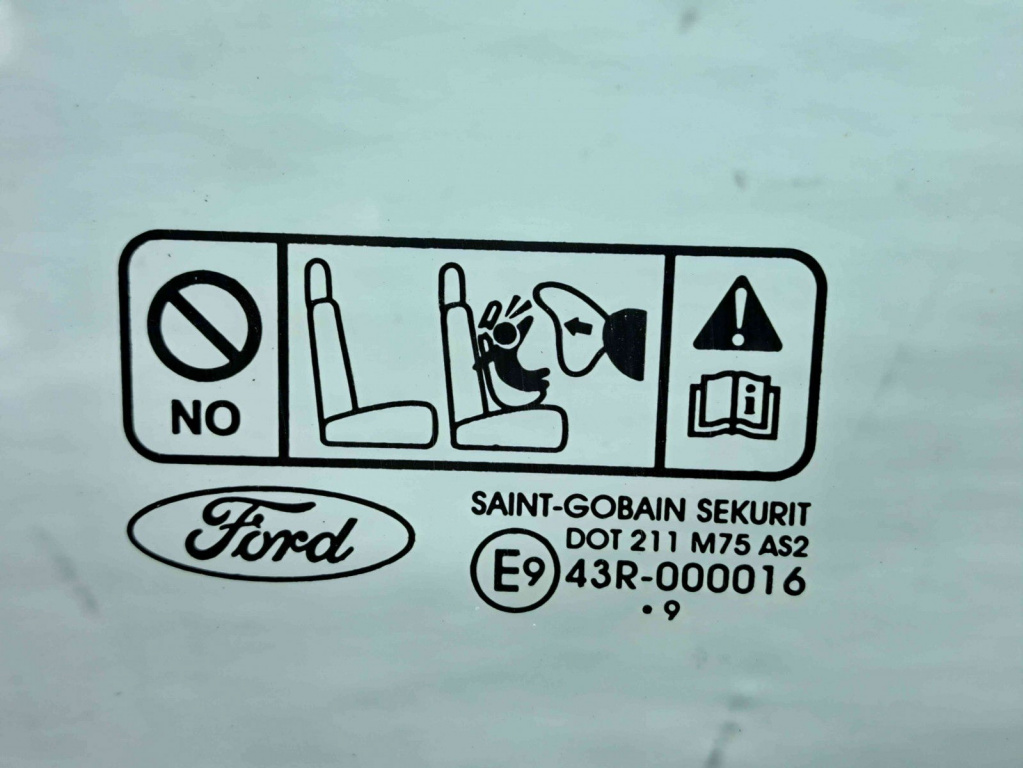 NO
i
Ford
SAINT-GOBAIN SEKURIT
DOT 211 M75 AS2
E9 43R-000016
• 9